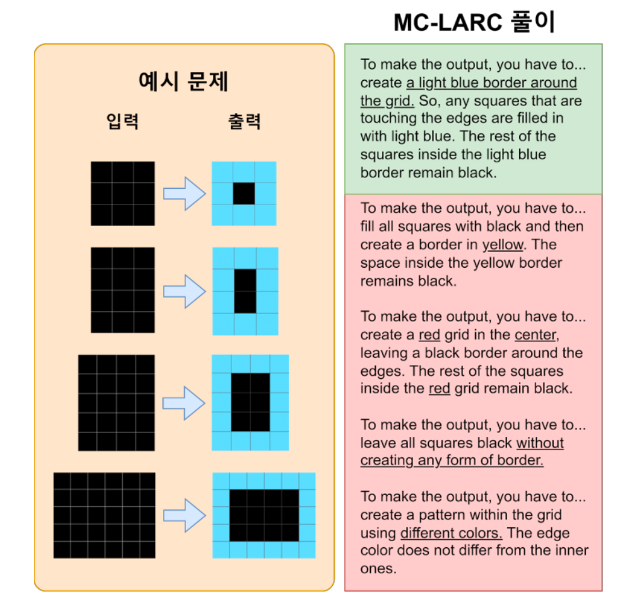 MC-LARC 풀이
예시 문제
입력
출력
To make the output, you have to...
create a light blue border around
the grid. So, any squares that are
touching the edges are filled in
with light blue. The rest of the
squares inside the light blue
border remain black.
To make the output, you have to...
fill all squares with black and then
create a border in yellow. The
space inside the yellow border
remains black.
To make the output, you have to...
create a red grid in the center,
leaving a black border around the
edges. The rest of the squares
inside the red grid remain black.
To make the output, you have to...
leave all squares black without
creating any form of border.
To make the output, you have to...
create a pattern within the grid
using different colors. The edge
color does not differ from the inner
ones.